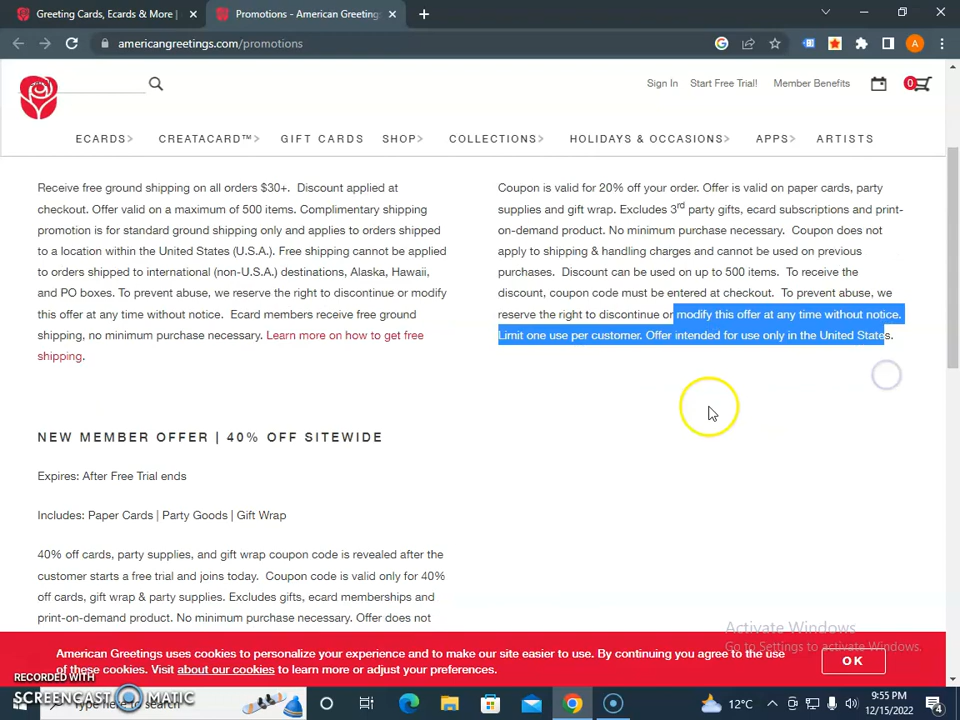 Greeting Cards, Ecards & More |
Promotions - American Greeting
americangreetings.com/promotions
A
Sign In
Start Free Trial!
Member Benefits
0
ECARDS>
CREATACARD™>
GIFT CARDS
SHOP>
COLLECTIONS>
HOLIDAYS & OCCASIONS>
APPS>
ARTISTS
Receive free ground shipping on all orders $30+. Discount applied at
checkout. Offer valid on a maximum of 500 items. Complimentary shipping
promotion is for standard ground shipping only and applies to orders shipped
to a location within the United States (U.S.A.). Free shipping cannot be applied
to orders shipped to international (non-U.S.A.) destinations, Alaska, Hawaii,
and PO boxes. To prevent abuse, we reserve the right to discontinue or modify
this offer at any time without notice. Ecard members receive free ground
shipping, no minimum purchase necessary. Learn more on how to get free
shipping.
Coupon is valid for 20% off your order. Offer is valid on paper cards, party
supplies and gift wrap. Excludes 3rd party gifts, ecard subscriptions and print-
on-demand product. No minimum purchase necessary. Coupon does not
apply to shipping & handling charges and cannot be used on previous
purchases. Discount can be used on up to 500 items. To receive the
discount, coupon code must be entered at checkout. To prevent abuse, we
reserve the right to discontinue or modify this offer at any time without notice.
Limit one use per customer. Offer intended for use only in the United States.
NEW MEMBER OFFER | 40% OFF SITEWIDE
Expires: After Free Trial ends
Includes: Paper Cards | Party Goods | Gift Wrap
40% off cards, party supplies, and gift wrap coupon code is revealed after the
customer starts a free trial and joins today. Coupon code is valid only for 40%
off cards, gift wrap & party supplies. Excludes gifts, ecard memberships and
print-on-demand product. No minimum purchase necessary. Offer does not
Activate Windows
Go to Settings to activate Windows.
American Greetings uses cookies to personalize your experience and to make our site easier to use. By continuing you agree to the use
of these cookies. Visit about our cookies to learn more or adjust your preferences.
OK
RECORDED WITH
SCREENCAST MATIC
Type here to search
12°C
9:55 PM
12/15/2022
4